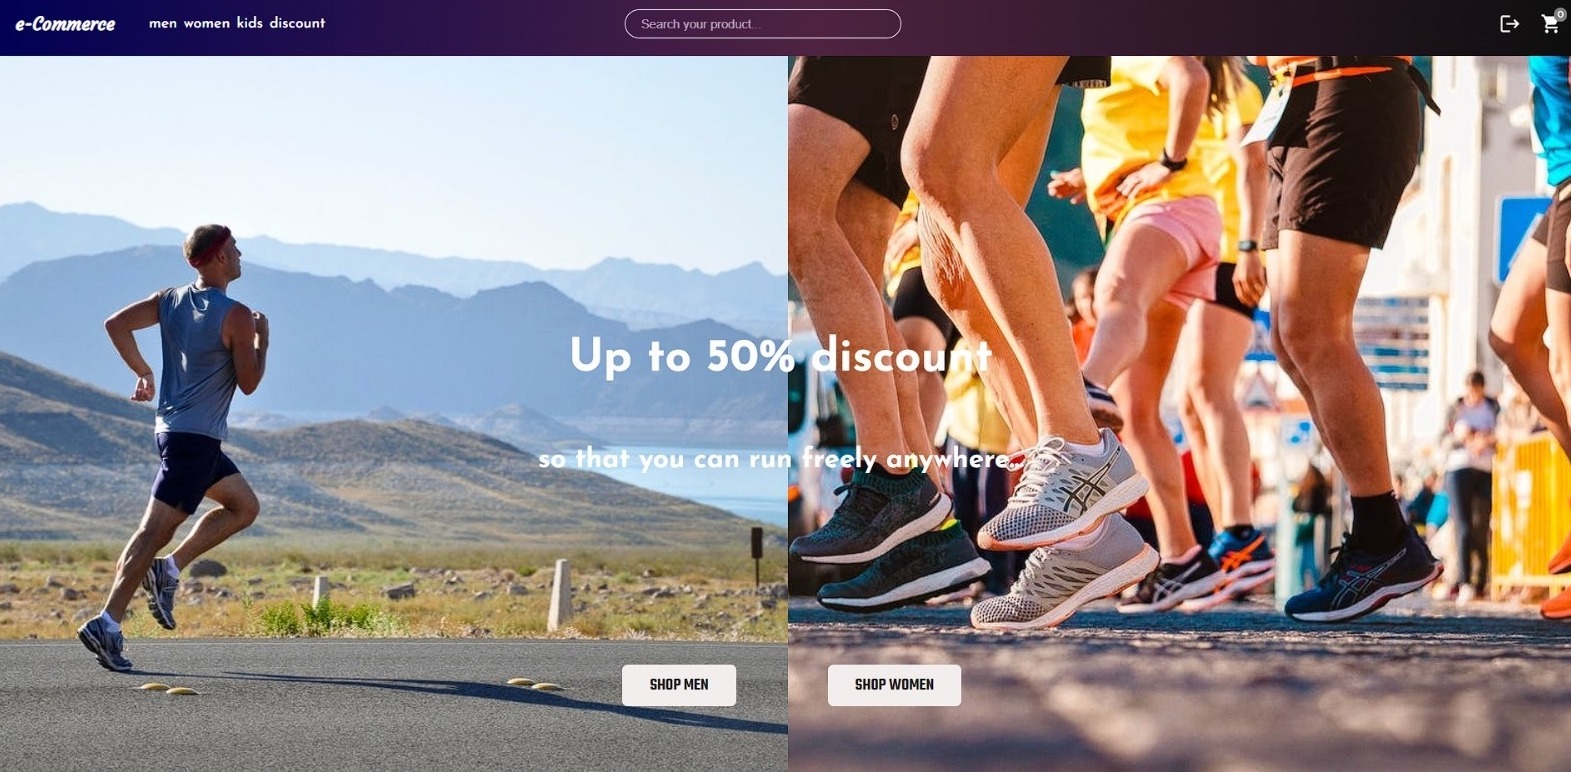 e-Commerce men women kids discount Search your product... 0
Up to 50% discount
so that you can run freely anywhere...
SHOP MEN SHOP WOMEN